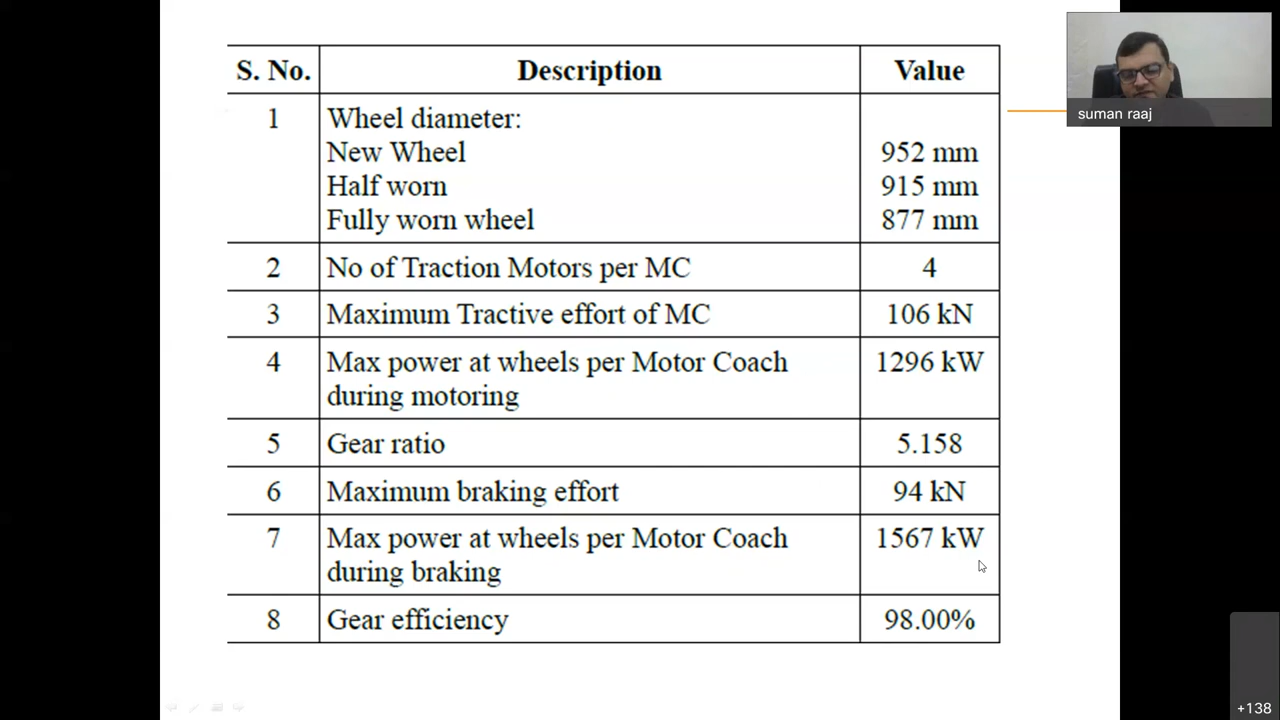 S. No. Description Value
1 Wheel diameter:
New Wheel 952 mm
Half worn 915 mm
Fully worn wheel 877 mm
2 No of Traction Motors per MC 4
3 Maximum Tractive effort of MC 106 kN
4 Max power at wheels per Motor Coach 1296 kW
during motoring
5 Gear ratio 5.158
6 Maximum braking effort 94 kN
7 Max power at wheels per Motor Coach 1567 kW
during braking
8 Gear efficiency 98.00%
suman raaj
+138